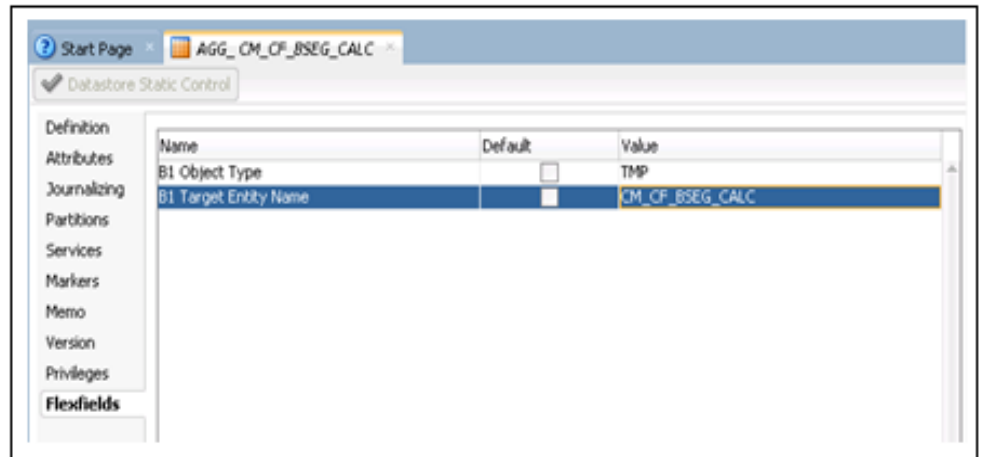 Start Page AGG_ CM_CF_BSEG_CALC
Datastore Static Control
Definition
Attributes
Journalizing
Partitions
Services
Markers
Memo
Version
Privileges
Flexfields
Name Default Value
B1 Object Type TMP
B1 Target Entity Name CM_CF_BSEG_CALC